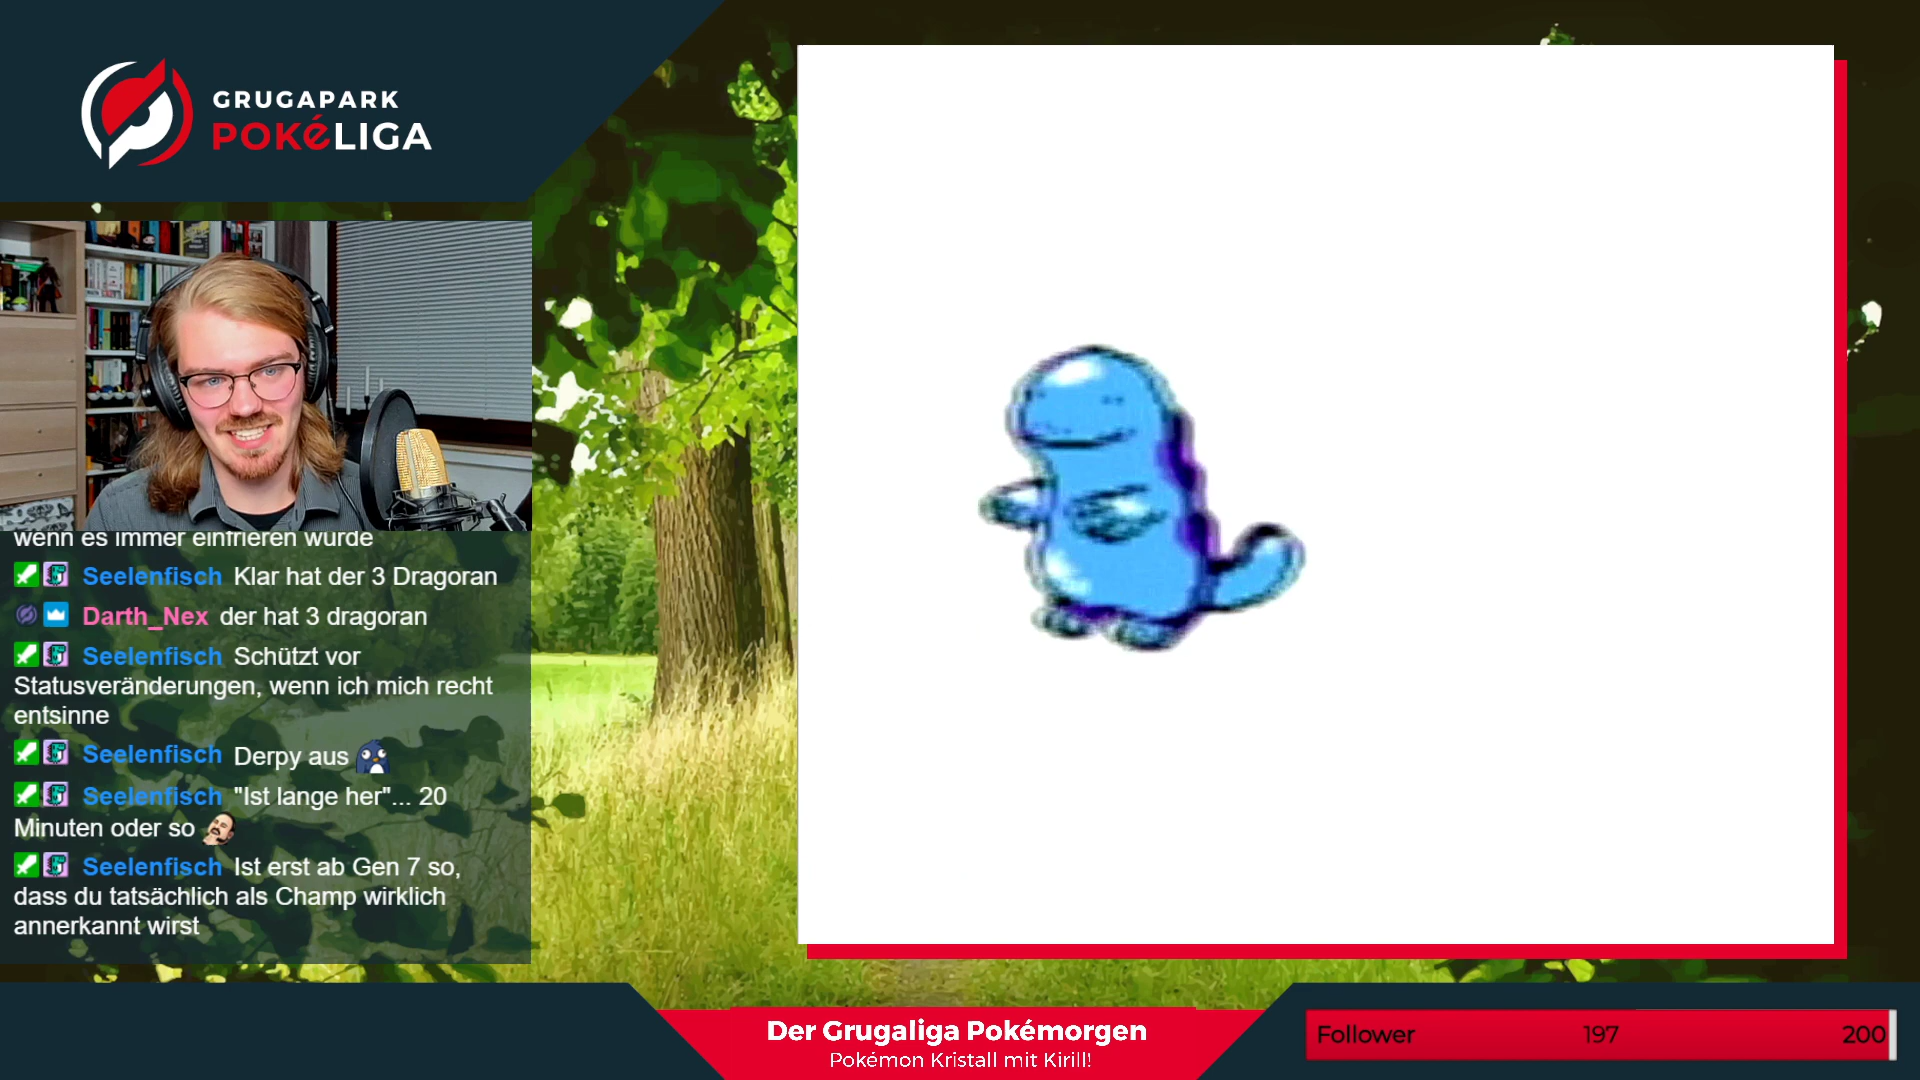 GRUGAPARK
POKéLIGA
wenn es immer einfrieren würde
Seelenfisch Klar hat der 3 Dragoran
Darth_Nex der hat 3 dragoran
Seelenfisch Schützt vor
Statusveränderungen, wenn ich mich recht
entsinne
Seelenfisch Derpy aus
Seelenfisch "Ist lange her"... 20
Minuten oder so
Seelenfisch Ist erst ab Gen 7 so,
dass du tatsächlich als Champ wirklich
annerkannt wirst
Der Grugaliga Pokémorgen
Pokémon Kristall mit Kirill!
Follower 197 200